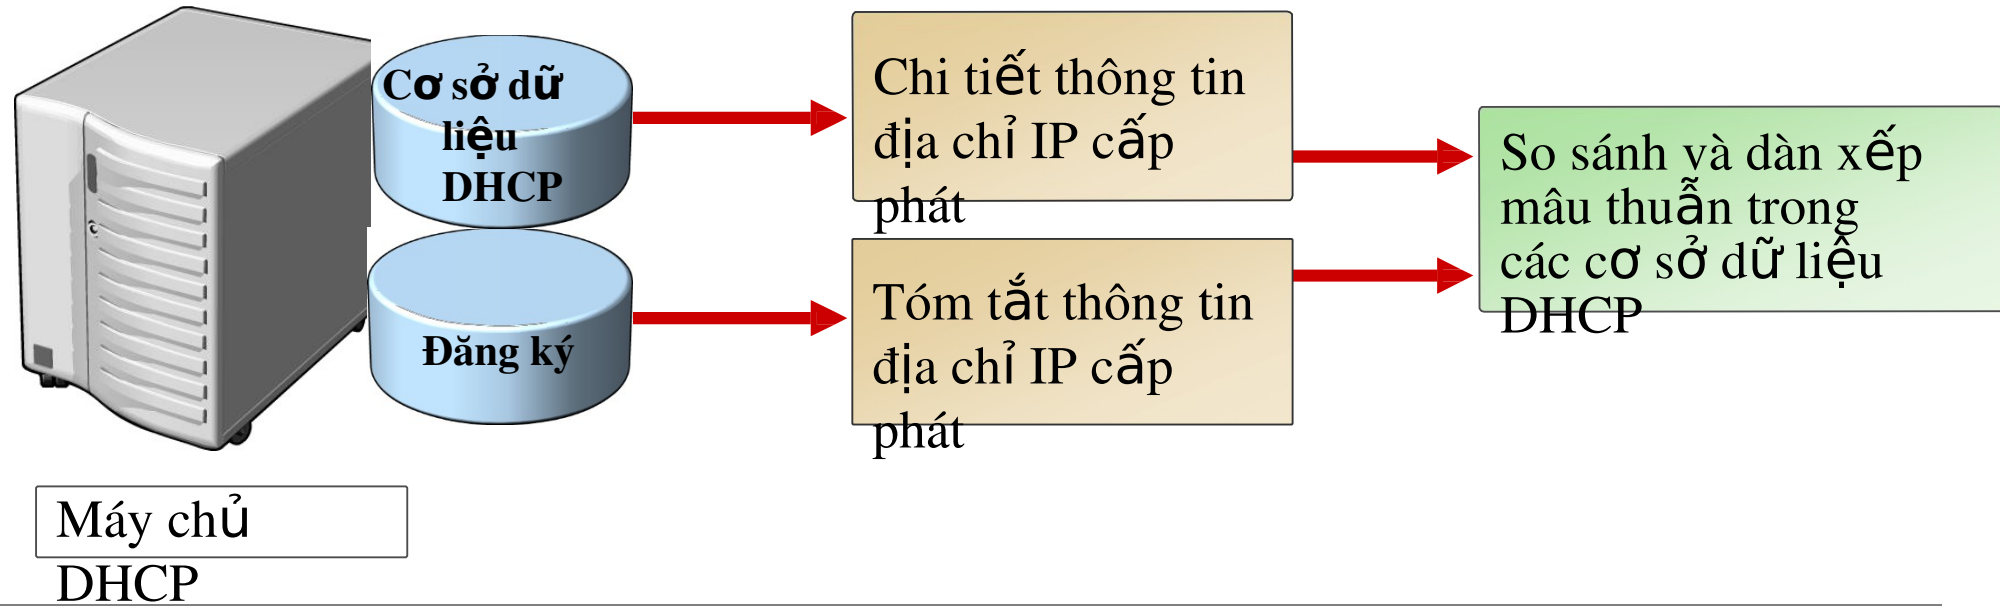 Cơ sở dữ
liệu
DHCP
Đăng ký
Chi tiết thông tin
địa chỉ IP cấp
phát
Tóm tắt thông tin
địa chỉ IP cấp
phát
So sánh và dàn xếp
mâu thuẫn trong
các cơ sở dữ liệu
DHCP
Máy chủ
DHCP